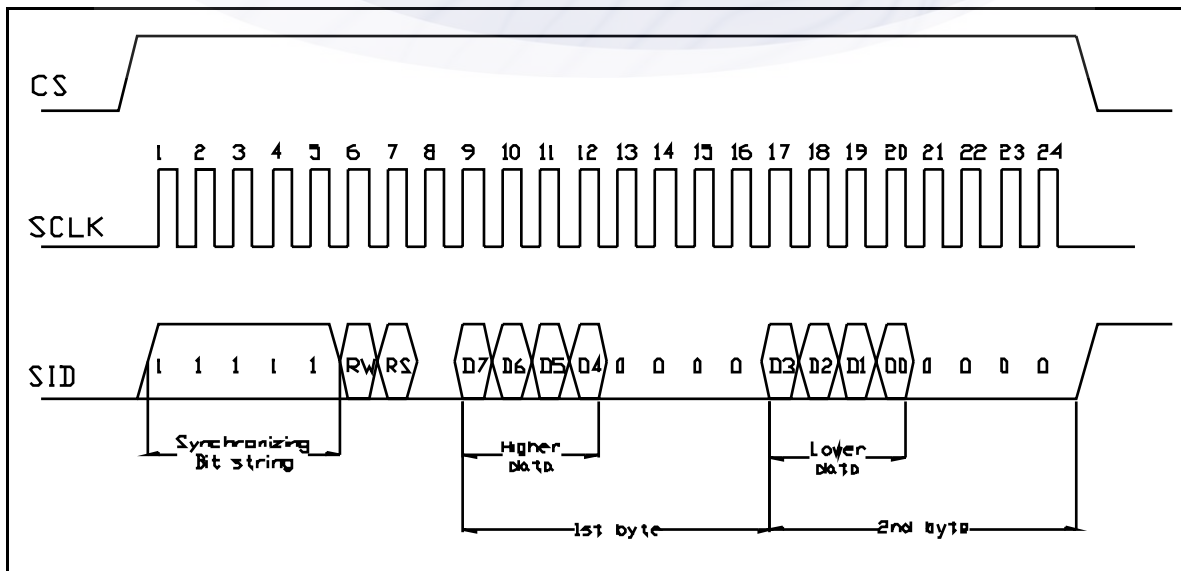 CS
1 2 3 4 5 6 7 8 9 10 11 12 13 14 15 16 17 18 19 20 21 22 23 24
SCLK
SID
1 1 1 1 1 RW RS D7 D6 D5 D4 0 0 0 0 D3 D2 D1 D0 0 0 0 0
Synchronizing
Bit string
Higher
data
Lower
data
1st byte
2nd byte